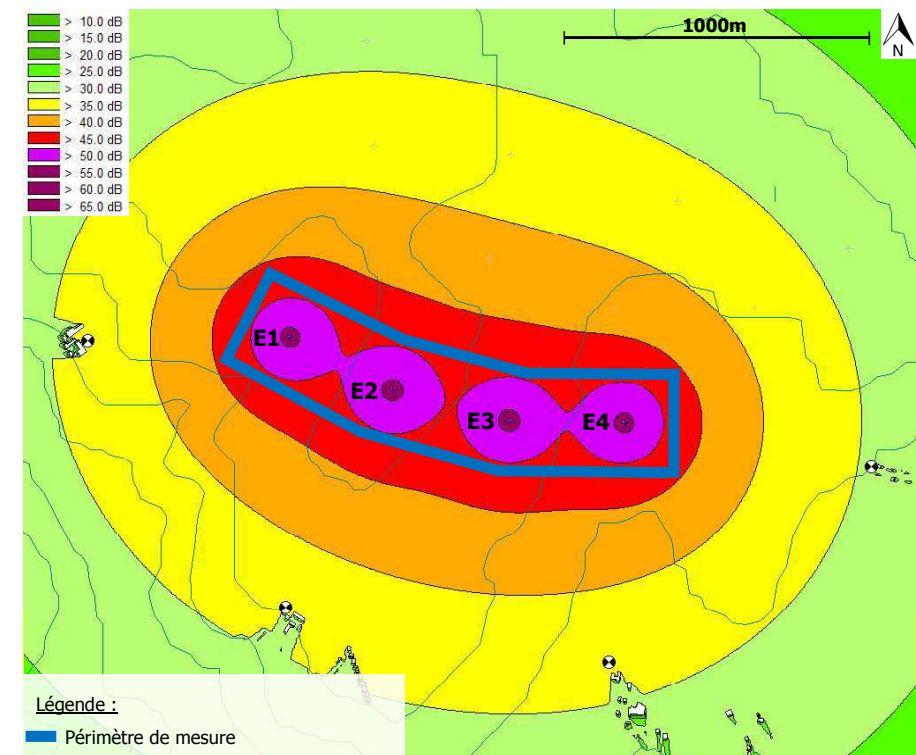 > 10.0 dB
> 15.0 dB
> 20.0 dB
> 25.0 dB
> 30.0 dB
> 35.0 dB
> 40.0 dB
> 45.0 dB
> 50.0 dB
> 55.0 dB
> 60.0 dB
> 65.0 dB
1000m
N
E1
E2
E3
E4
Légende :
Périmètre de mesure